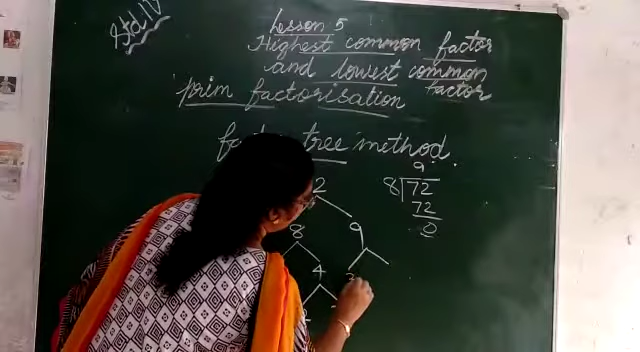 Std IV
Lesson 5
Highest common factor
and lowest common
factor
prim factorisation
tree method.
2
9
8 72
8 9
72
0
4